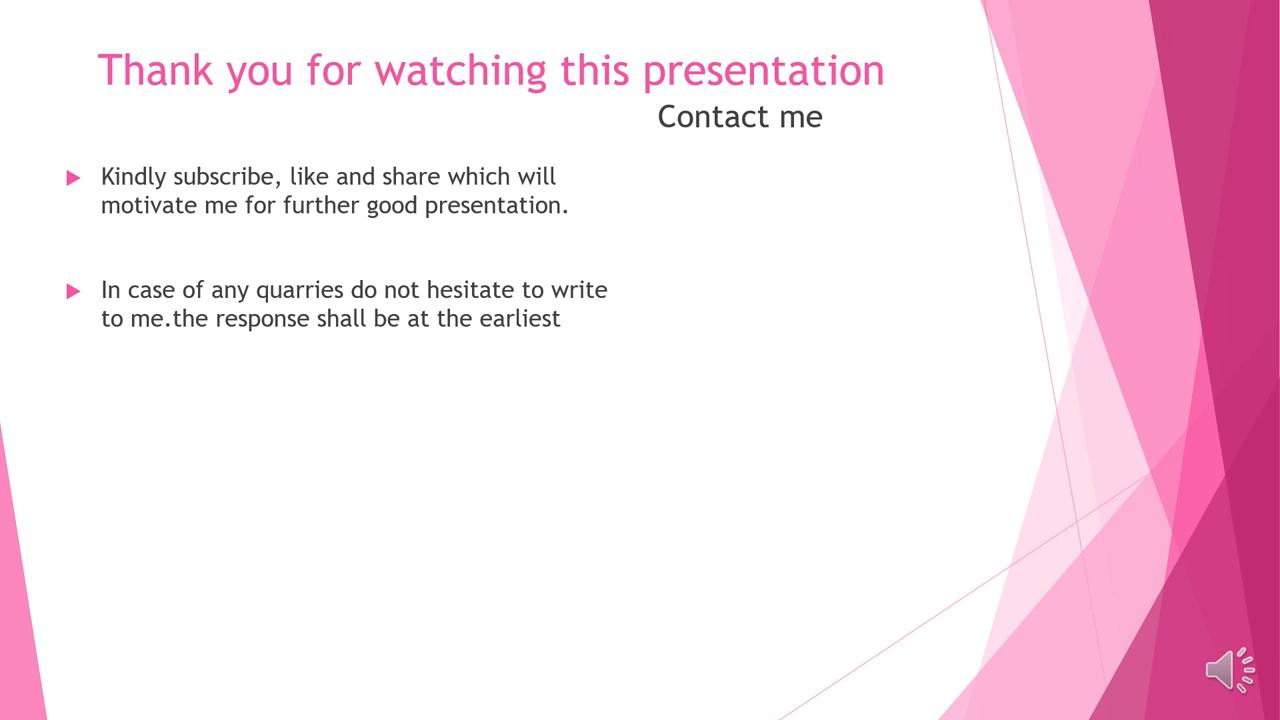 Thank you for watching this presentation
Contact me
Kindly subscribe, like and share which will
motivate me for further good presentation.
In case of any quarries do not hesitate to write
to me.the response shall be at the earliest